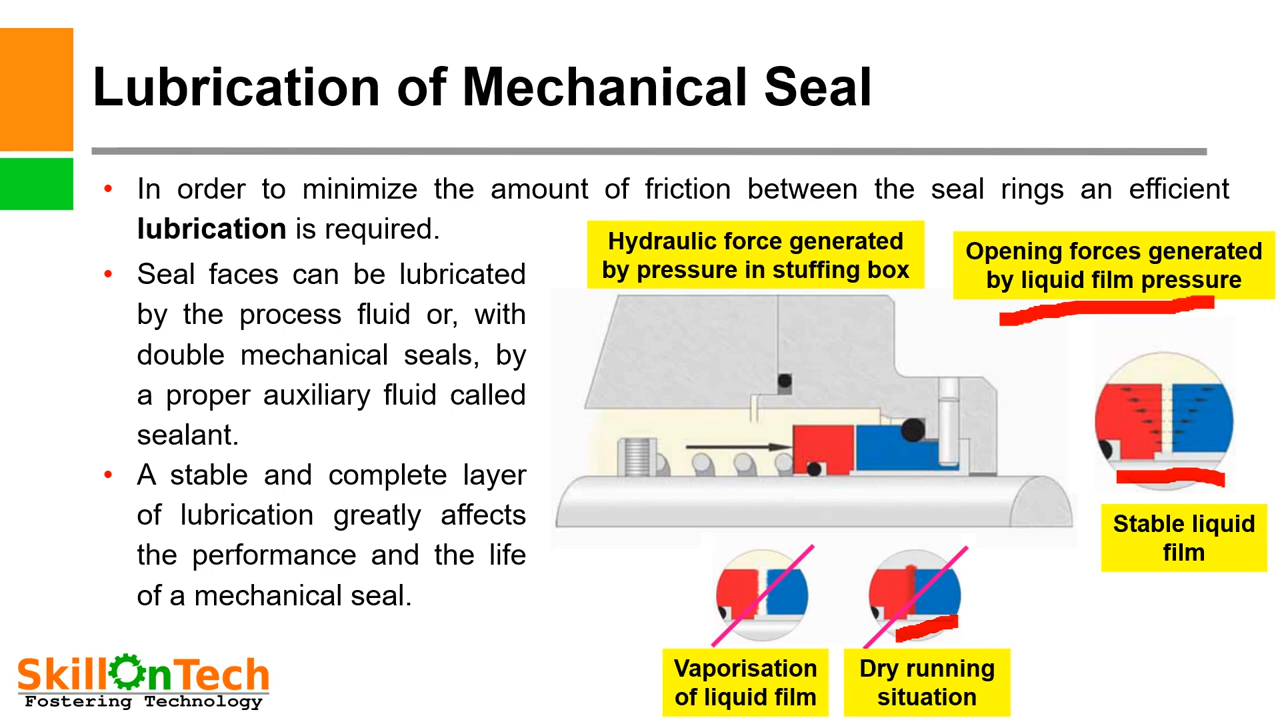 Lubrication of Mechanical Seal
• In order to minimize the amount of friction between the seal rings an efficient
lubrication is required.
• Seal faces can be lubricated
by the process fluid or, with
double mechanical seals, by
a proper auxiliary fluid called
sealant.
• A stable and complete layer
of lubrication greatly affects
the performance and the life
of a mechanical seal.
Hydraulic force generated
by pressure in stuffing box
Opening forces generated
by liquid film pressure
Stable liquid
film
Vaporisation
of liquid film
Dry running
situation
SkillOnTech
Fostering Technology